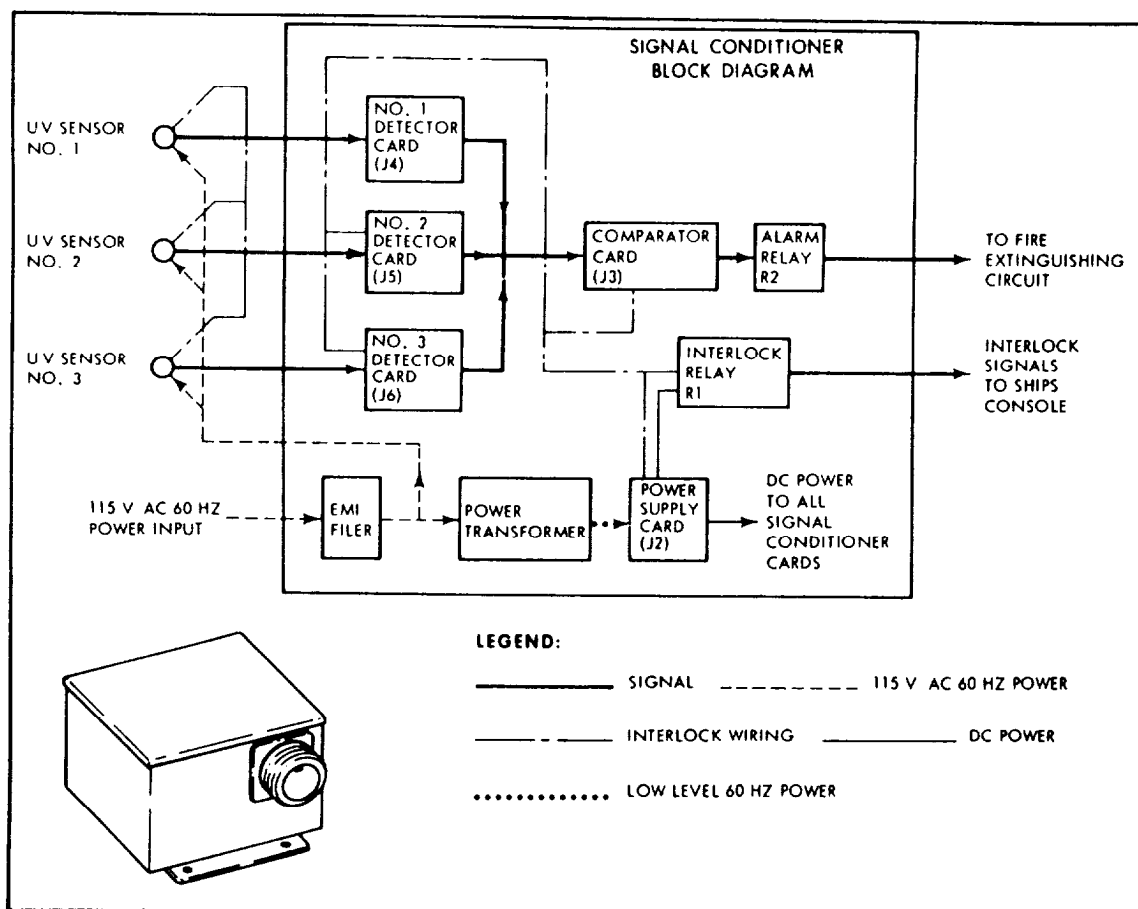 SIGNAL CONDITIONER
BLOCK DIAGRAM
UV SENSOR
NO. 1
NO. 1
DETECTOR
CARD
(J4)
UV SENSOR
NO. 2
NO. 2
DETECTOR
CARD
(J5)
COMPARATOR
CARD
(J3)
ALARM
RELAY
R2
TO FIRE
EXTINGUISHING
CIRCUIT
UV SENSOR
NO. 3
NO. 3
DETECTOR
CARD
(J6)
INTERLOCK
RELAY
R1
INTERLOCK
SIGNALS
TO SHIPS
CONSOLE
115 V AC 60 HZ
POWER INPUT
EMI
FILER
POWER
TRANSFORMER
POWER
SUPPLY
CARD
(J2)
DC POWER
TO ALL
SIGNAL
CONDITIONER
CARDS
LEGEND:
SIGNAL
115 V AC 60 HZ POWER
INTERLOCK WIRING
DC POWER
LOW LEVEL 60 HZ POWER